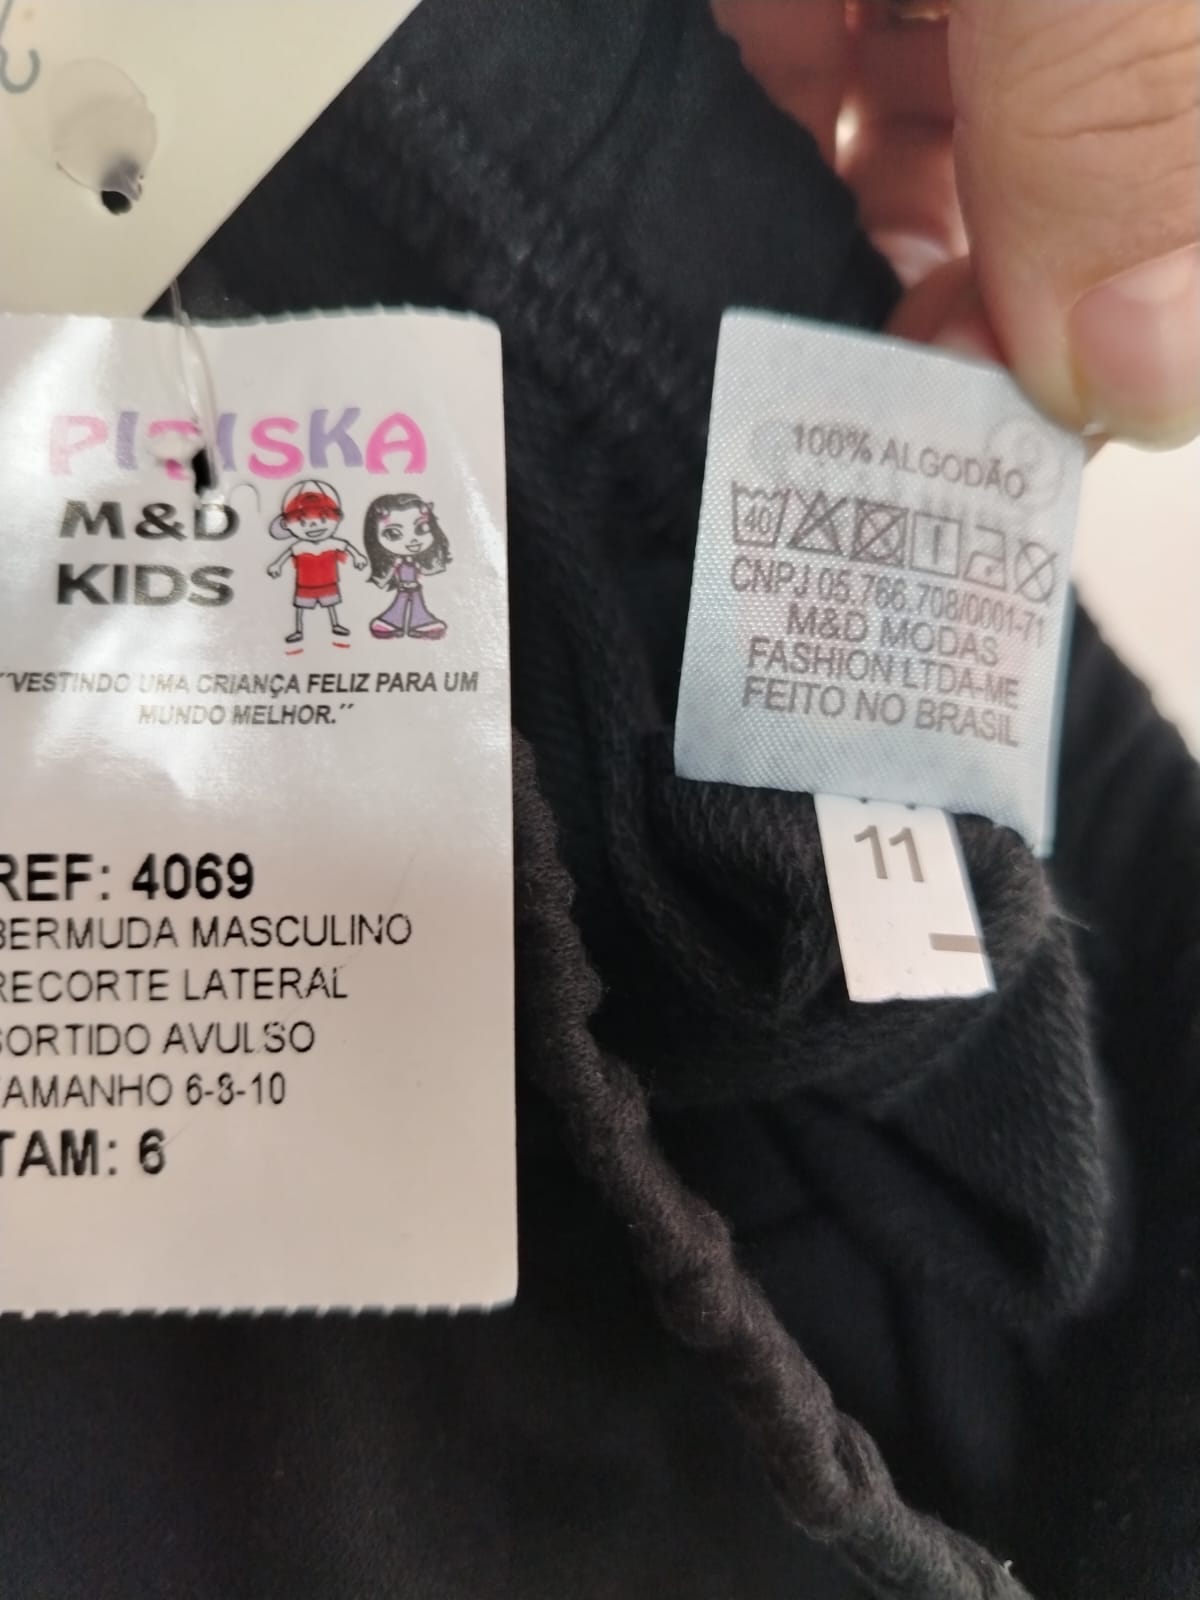 PITISKA
M&D
KIDS
"VESTINDO UMA CRIANÇA FELIZ PARA UM
MUNDO MELHOR."
REF: 4069
BERMUDA MASCULINO
RECORTE LATERAL
SORTIDO AVULSO
TAMANHO 6-8-10
TAM: 6
100% ALGODÃO
40
CNPJ 05.766.708/0001-71
M&D MODAS
FASHION LTDA-ME
FEITO NO BRASIL
11